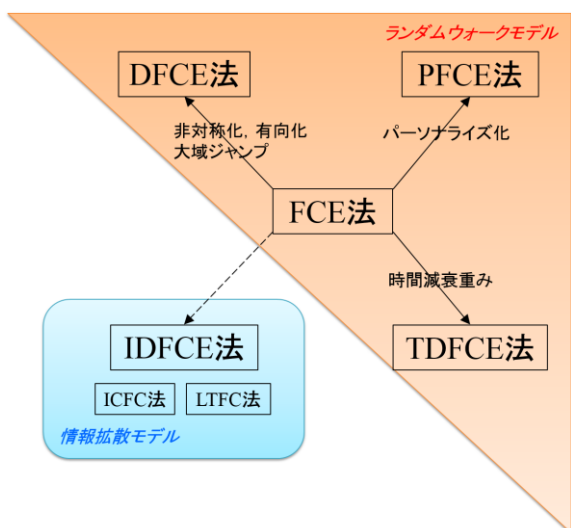 ランダムウォークモデル
DFCE法
PFCE法
非対称化，有向化
大域ジャンプ
パーソナライズ化
FCE法
時間減衰重み
IDFCE法
TDFCE法
ICFC法
LTFC法
情報拡散モデル